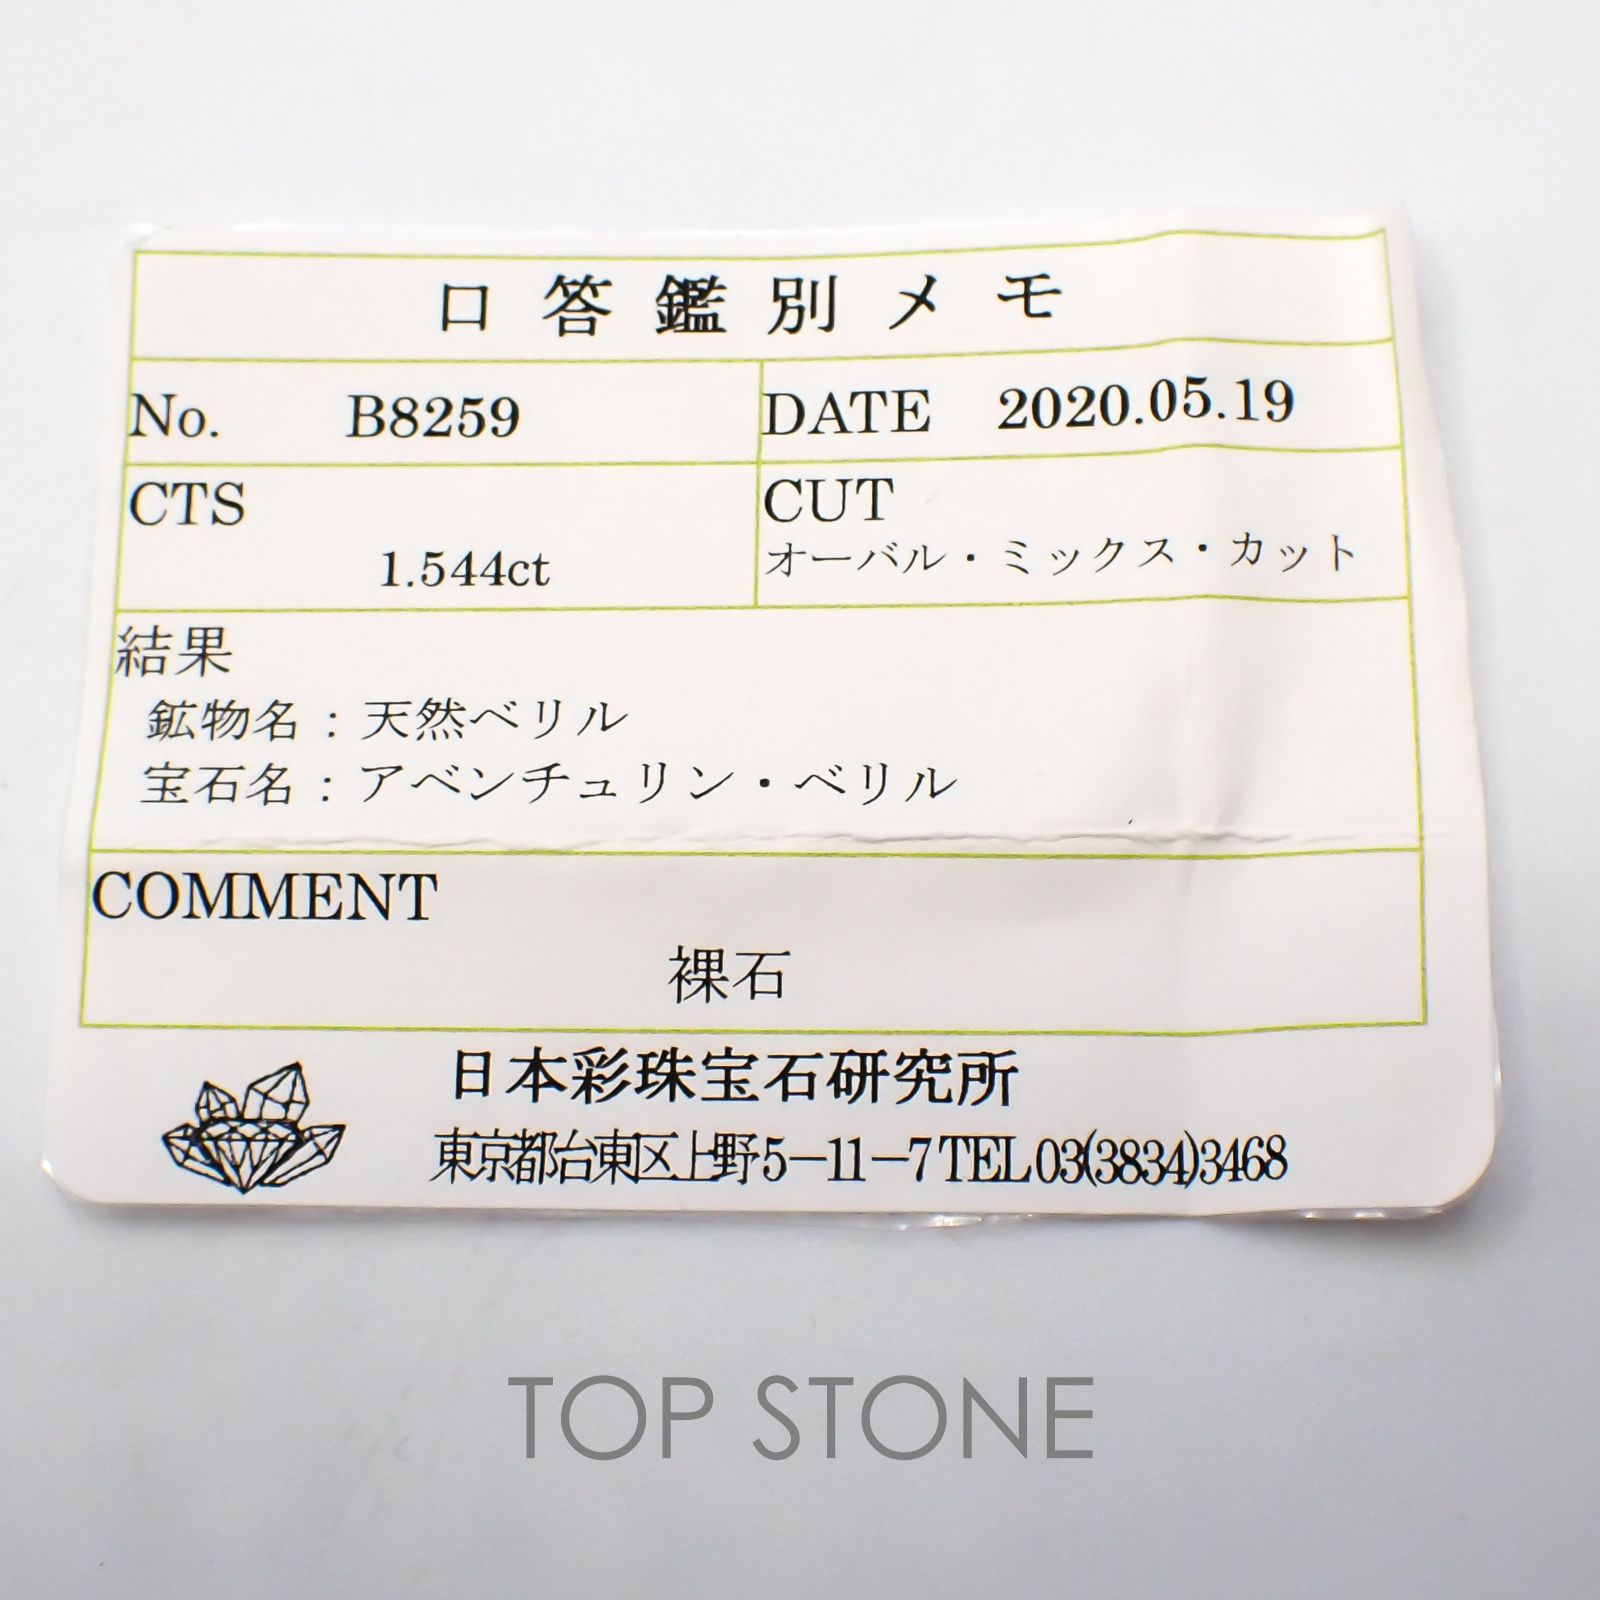 口答鑑別メモ
No. B8259 DATE 2020.05.19
CTS CUT
1.544ct オーバル・ミックス・カット
結果
鉱物名：天然ベリル
宝石名：アベンチュリン・ベリル
COMMENT
裸石
日本彩珠宝石研究所
東京都台東区上野5-11-7 TEL 03(3834)3468
TOP STONE